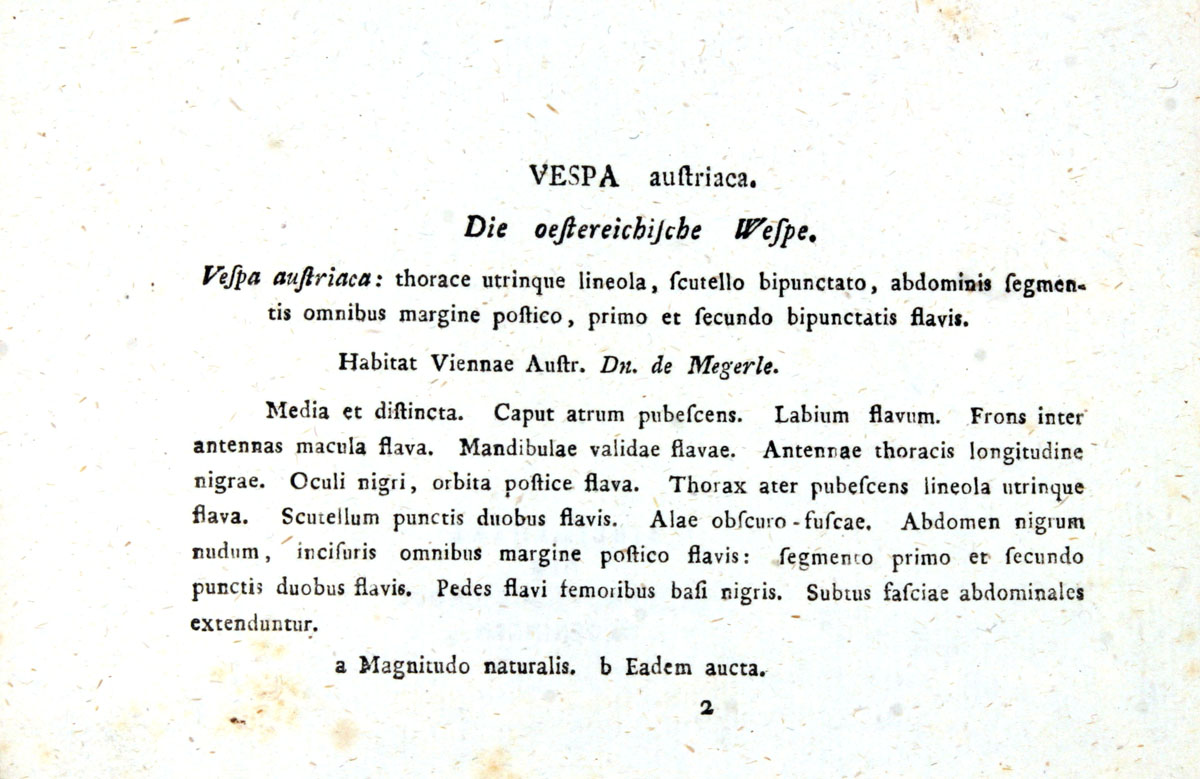 VESPA auſtriaca.
Die oeſtereichiſche Weſpe.
Veſpa auſtriaca: thorace utrinque lineola, ſcutello bipunctato, abdominis ſegmen-
tis omnibus margine poſtico, primo et ſecundo bipunctatis flavis.
Habitat Viennae Auſtr. Dn. de Megerle.
Media et diſtincta. Caput atrum pubeſcens. Labium flavum. Frons inter
antennas macula flava. Mandibulae validae flavae. Antennae thoracis longitudine
nigrae. Oculi nigri, orbita poſtice flava. Thorax ater pubeſcens lineola utrinque
flava. Scutellum punctis duobus flavis. Alae obſcuro-fuſcae. Abdomen nigrum
nudum, inciſuris omnibus margine poſtico flavis: ſegmento primo et ſecundo
punctis duobus flavis. Pedes flavi femoribus baſi nigris. Subtus faſciae abdominales
extenduntur.
a Magnitudo naturalis. b Eadem aucta.
2